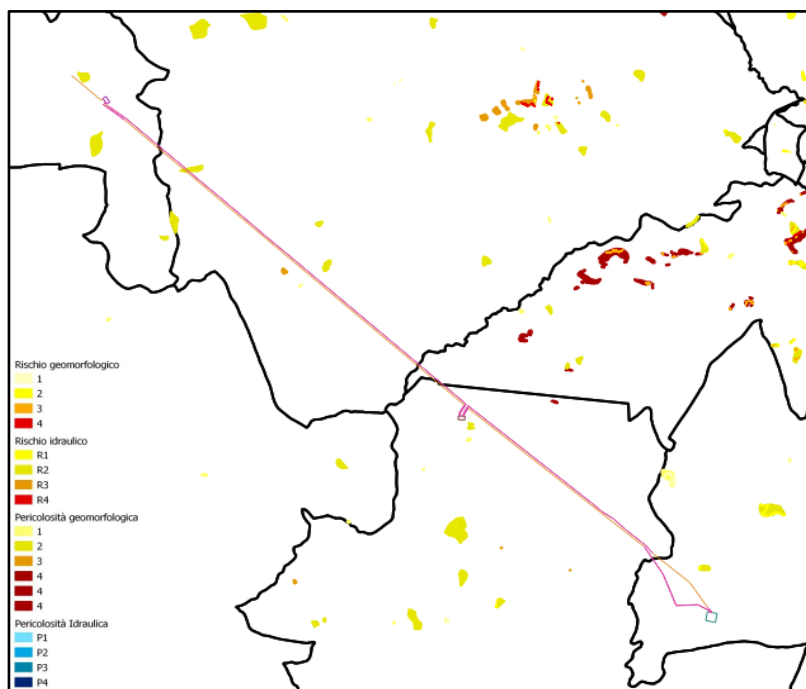 Rischio geomorfologico
1
2
3
4
Rischio idraulico
R1
R2
R3
R4
Pericolosità geomorfologica
1
2
3
4
4
4
Pericolosità Idraulica
P1
P2
P3
P4